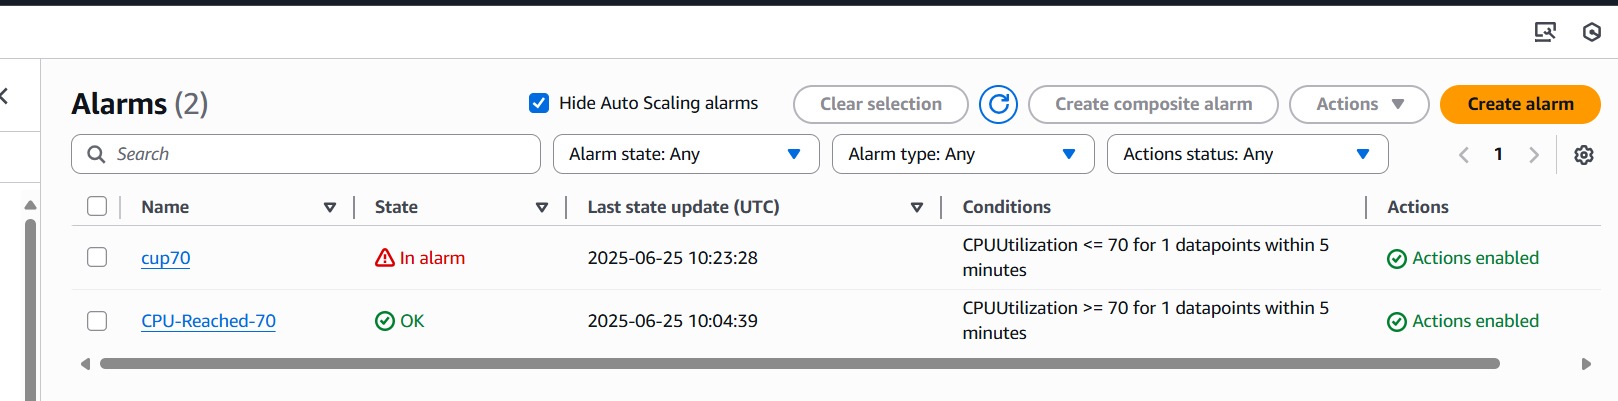 Alarms (2)
Hide Auto Scaling alarms
Clear selection
Create composite alarm
Actions
Create alarm
Search
Alarm state: Any
Alarm type: Any
Actions status: Any
1
Name
State
Last state update (UTC)
Conditions
Actions
cup70
In alarm
2025-06-25 10:23:28
CPUUtilization <= 70 for 1 datapoints within 5
minutes
Actions enabled
CPU-Reached-70
OK
2025-06-25 10:04:39
CPUUtilization >= 70 for 1 datapoints within 5
minutes
Actions enabled